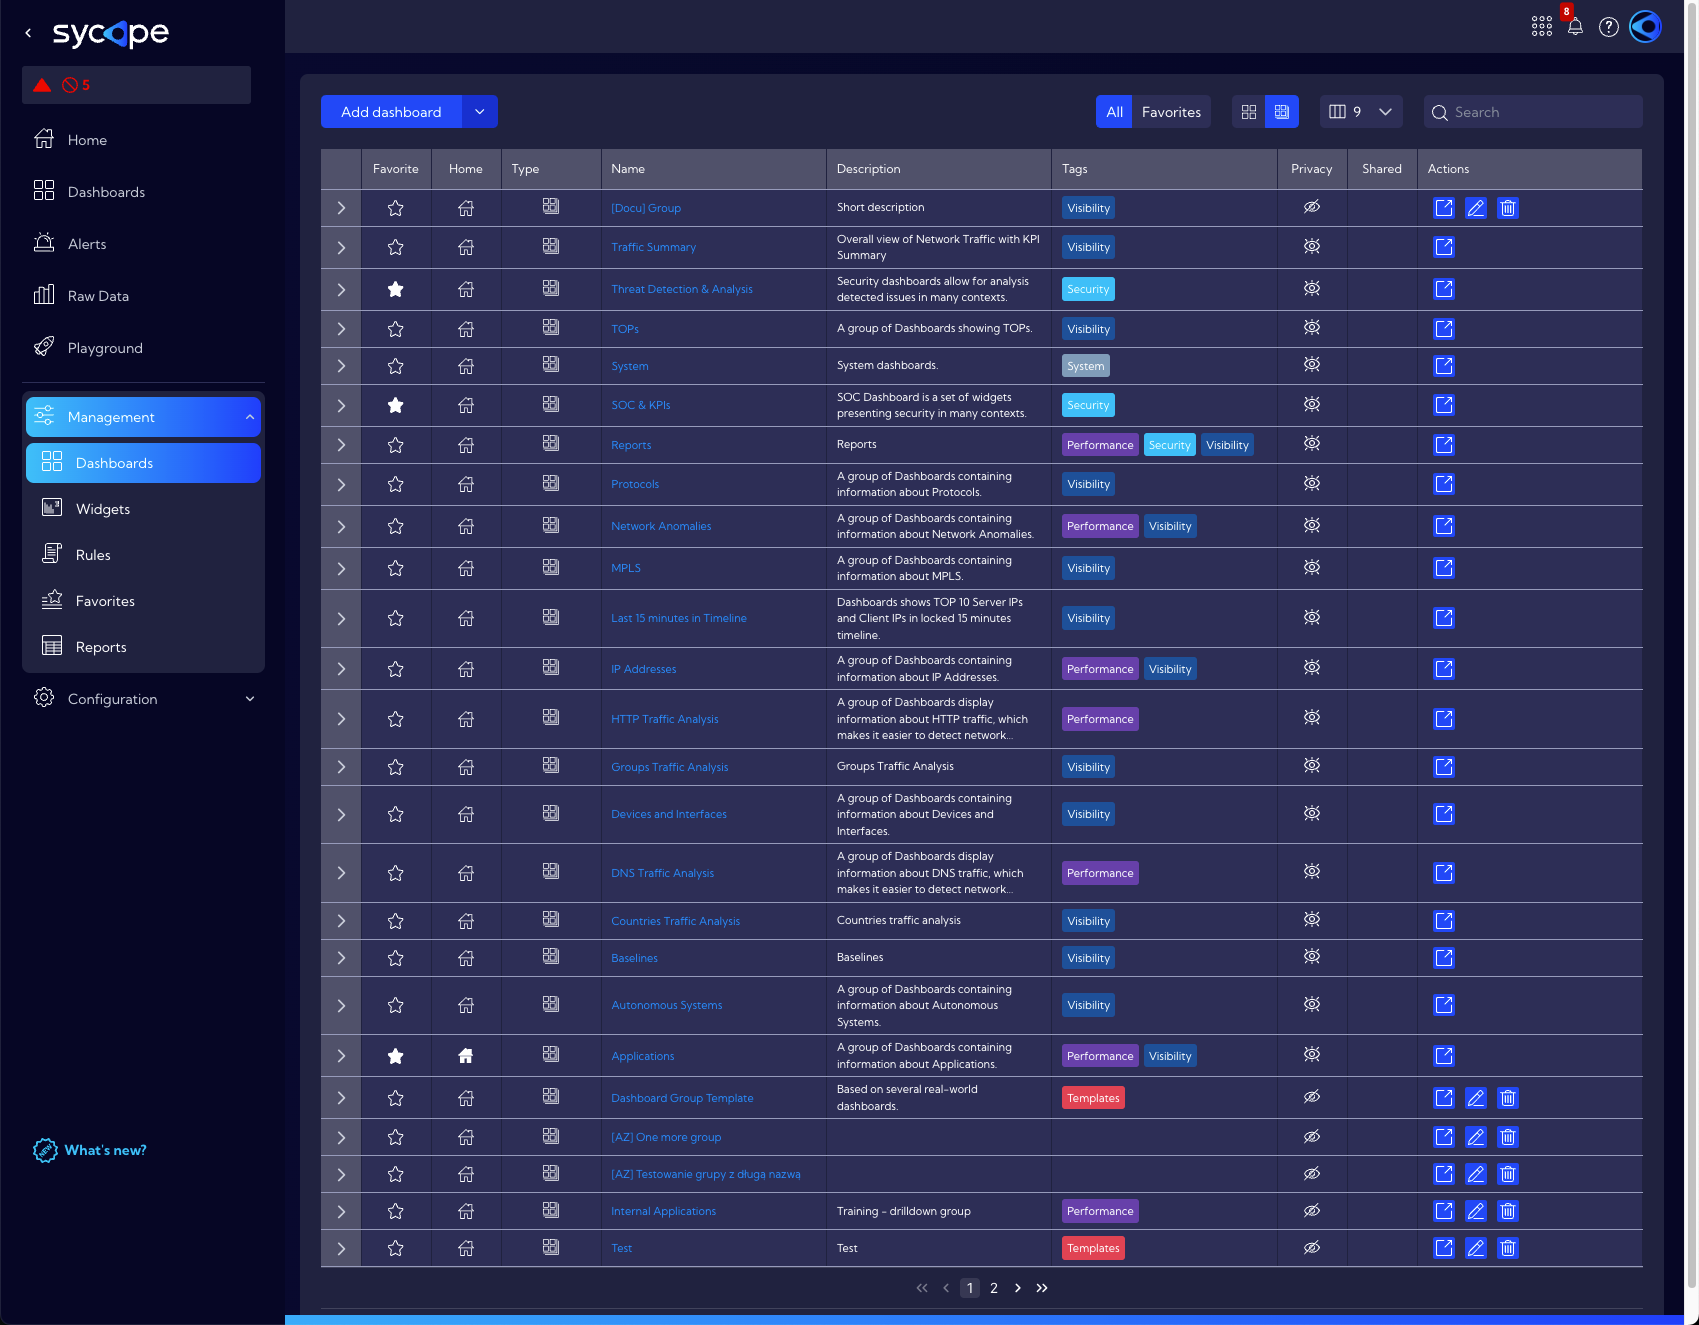 sycope
5
8
Home
Dashboards
Alerts
Raw Data
Playground
Management
Dashboards
Widgets
Rules
Favorites
Reports
Configuration
What's new?
Add dashboard
All Favorites
9
Search
Favorite Home Type Name Description Tags Privacy Shared Actions
[Docu] Group Short description Visibility
Traffic Summary Overall view of Network Traffic with KPI
Summary Visibility
Threat Detection & Analysis Security dashboards allow for analysis
detected issues in many contexts. Security
TOPs A group of Dashboards showing TOPs. Visibility
System System dashboards. System
SOC & KPIs SOC Dashboard is a set of widgets
presenting security in many contexts. Security
Reports Reports Performance Security Visibility
Protocols A group of Dashboards containing
information about Protocols. Visibility
Network Anomalies A group of Dashboards containing
information about Network Anomalies. Performance Visibility
MPLS A group of Dashboards containing
information about MPLS. Visibility
Last 15 minutes in Timeline Dashboards shows TOP 10 Server IPs
and Client IPs in locked 15 minutes
timeline. Visibility
IP Addresses A group of Dashboards containing
information about IP Addresses. Performance Visibility
HTTP Traffic Analysis A group of Dashboards display
information about HTTP traffic, which
makes it easier to detect network... Performance
Groups Traffic Analysis Groups Traffic Analysis Visibility
Devices and Interfaces A group of Dashboards containing
information about Devices and
Interfaces. Visibility
DNS Traffic Analysis A group of Dashboards display
information about DNS traffic, which
makes it easier to detect network... Performance
Countries Traffic Analysis Countries traffic analysis Visibility
Baselines Baselines Visibility
Autonomous Systems A group of Dashboards containing
information about Autonomous
Systems. Visibility
Applications A group of Dashboards containing
information about Applications. Performance Visibility
Dashboard Group Template Based on several real-world
dashboards. Templates
[AZ] One more group
[AZ] Testowanie grupy z długą nazwą
Internal Applications Training - drilldown group Performance
Test Test Templates
1 2